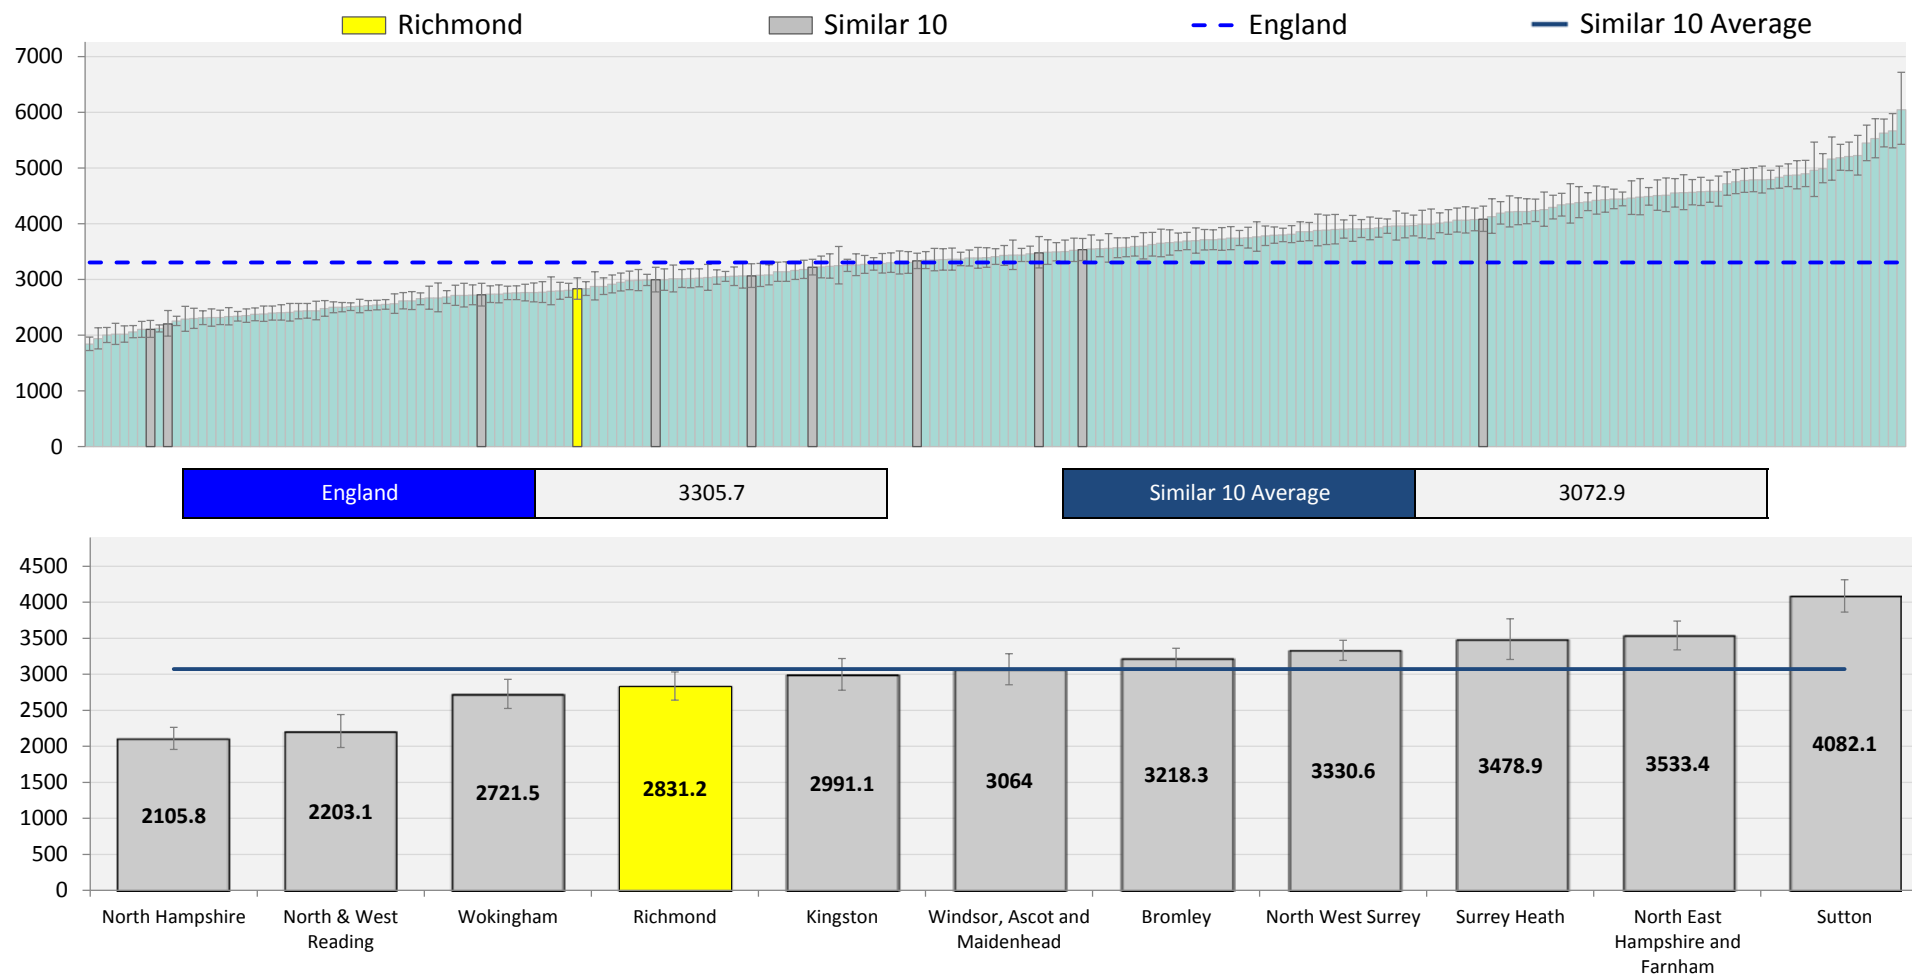 Richmond
Similar 10
England
Similar 10 Average
7000
6000
5000
4000
3000
2000
1000
0
England
3305.7
Similar 10 Average
3072.9
4500
4000
3500
3000
2500
2000
1500
1000
500
0
2105.8
2203.1
2721.5
2831.2
2991.1
3064
3218.3
3330.6
3478.9
3533.4
4082.1
North Hampshire
North & West
Reading
Wokingham
Richmond
Kingston
Windsor, Ascot and
Maidenhead
Bromley
North West Surrey
Surrey Heath
North East
Hampshire and
Farnham
Sutton